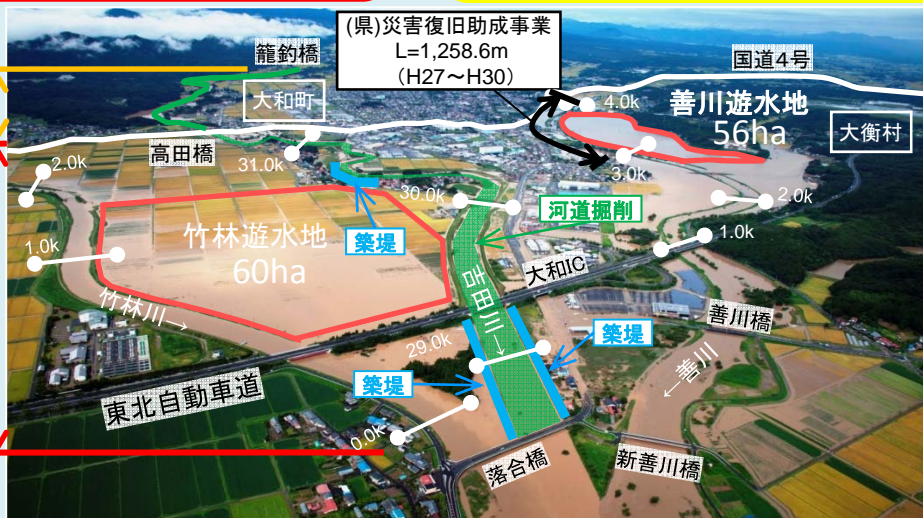 (県)災害復旧助成事業
L=1,258.6m
(H27～H30)
籠釣橋
国道4号
大和町
4.0k
善川遊水地
56ha
大衡村
高田橋
31.0k
3.0k
2.0k
築堤
30.0k
河道掘削
2.0k
竹林遊水地
60ha
1.0k
大和IC
1.0k
竹林川→
吉田川→
善川橋
29.0k
築堤
←善川
築堤
東北自動車道
0.0k
落合橋
新善川橋